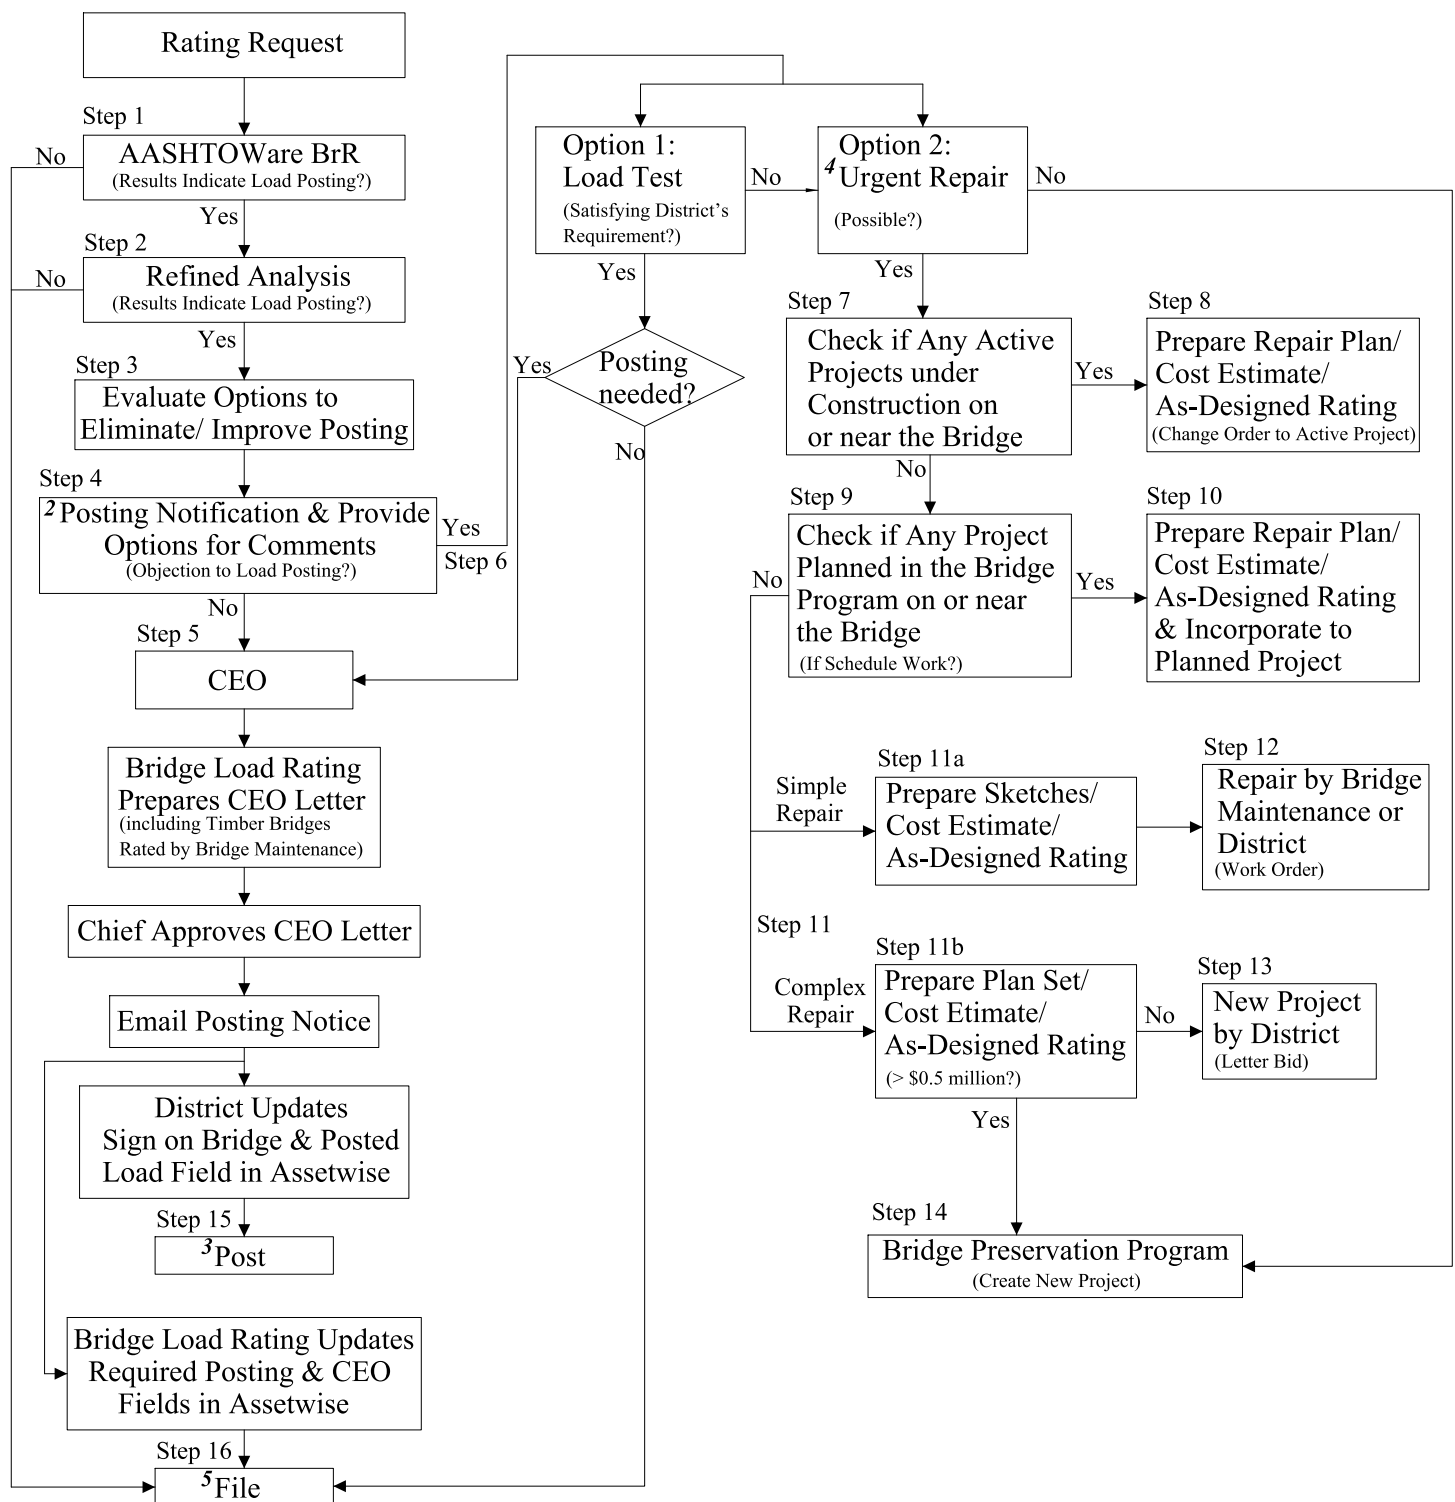 Rating Request
Step 1
No
AASHTOWare BrR
(Results Indicate Load Posting?)
Yes
Step 2
No
Refined Analysis
(Results Indicate Load Posting?)
Yes
Step 3
Evaluate Options to
Eliminate/ Improve Posting
Step 4
2 Posting Notification & Provide
Options for Comments
(Objection to Load Posting?)
Yes
Step 6
No
Step 5
CEO
Bridge Load Rating
Prepares CEO Letter
(including Timber Bridges
Rated by Bridge Maintenance)
Chief Approves CEO Letter
Email Posting Notice
District Updates
Sign on Bridge & Posted
Load Field in Assetwise
Step 15
3 Post
Bridge Load Rating Updates
Required Posting & CEO
Fields in Assetwise
Step 16
5 File
Option 1:
Load Test
(Satisfying District's
Requirement?)
No
Yes
Yes
Posting
needed?
No
Option 2:
4 Urgent Repair
(Possible?)
No
Yes
Step 7
Check if Any Active
Projects under
Construction on
or near the Bridge
Yes
Step 8
Prepare Repair Plan/
Cost Estimate/
As-Designed Rating
(Change Order to Active Project)
No
Step 9
Check if Any Project
Planned in the Bridge
Program on or near
the Bridge
(If Schedule Work?)
No
Yes
Step 10
Prepare Repair Plan/
Cost Estimate/
As-Designed Rating
& Incorporate to
Planned Project
Simple
Repair
Step 11a
Prepare Sketches/
Cost Estimate/
As-Designed Rating
Step 12
Repair by Bridge
Maintenance or
District
(Work Order)
Step 11
Complex
Repair
Step 11b
Prepare Plan Set/
Cost Etimate/
As-Designed Rating
(> $0.5 million?)
No
Step 13
New Project
by District
(Letter Bid)
Yes
Step 14
Bridge Preservation Program
(Create New Project)